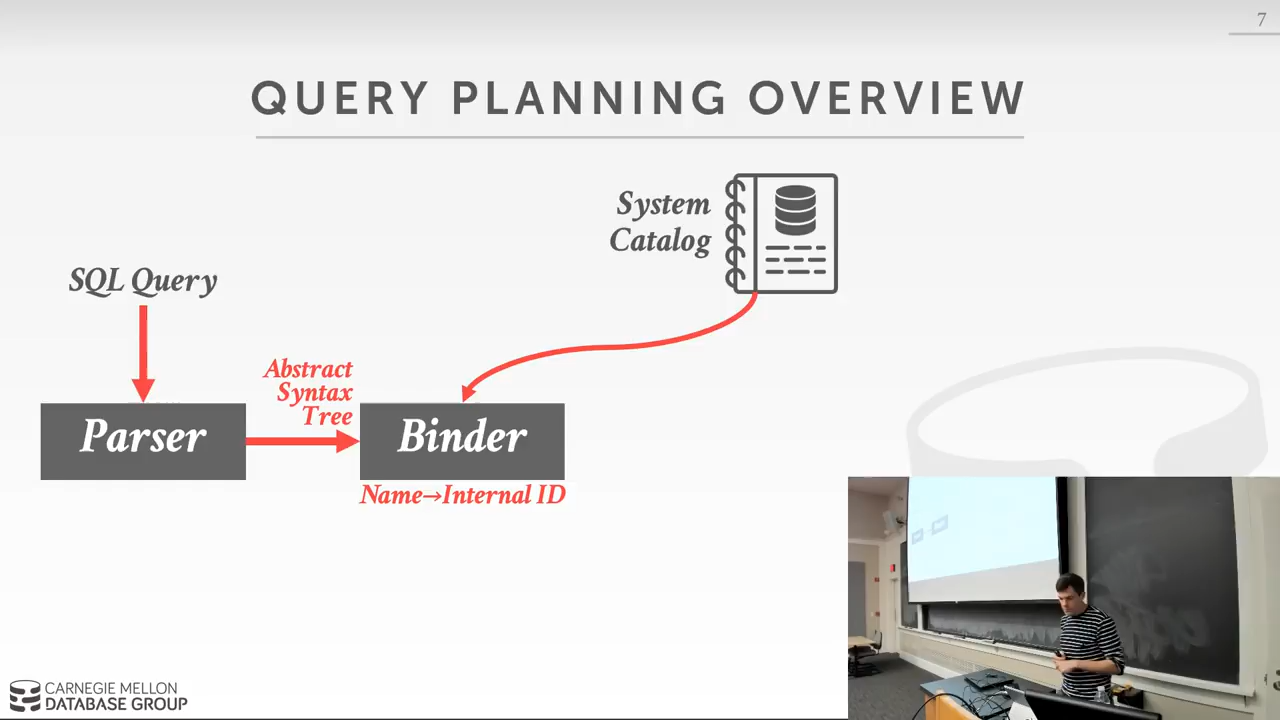 7
QUERY PLANNING OVERVIEW
System
Catalog
SQL Query
Abstract
Syntax
Tree
Parser
Binder
Name→Internal ID
CARNEGIE MELLON
DATABASE GROUP